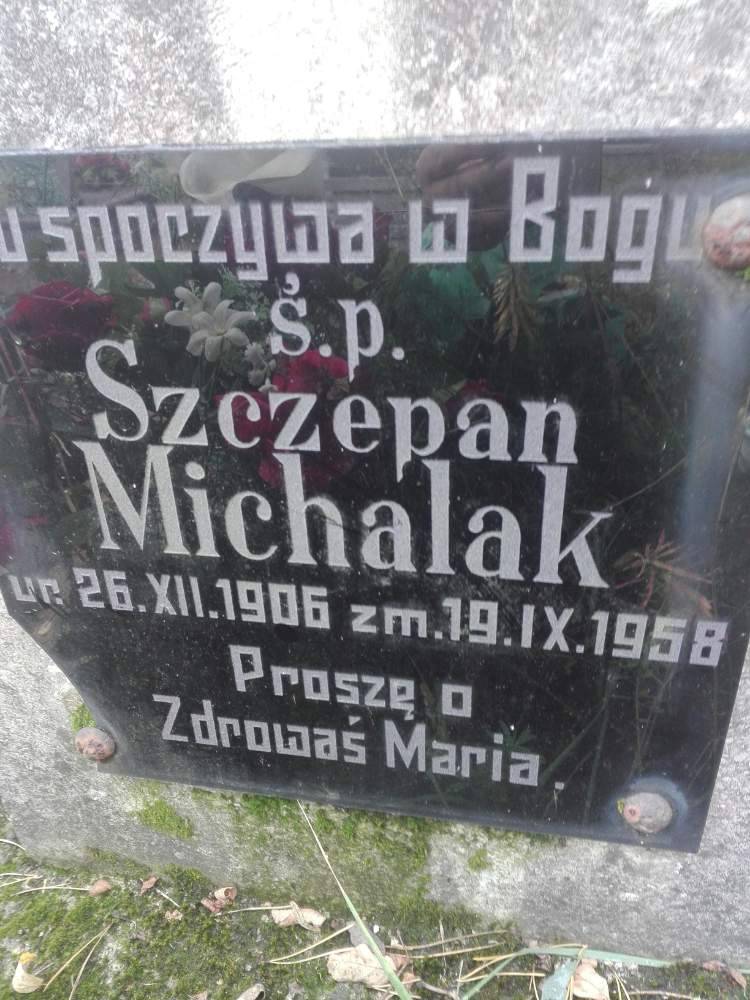 u spoczywa w Bogu
ś.p.
Szczepan
Michalak
ur. 26.XII.1906 zm.19.IX.1958
Proszę o
Zdrowaś Maria.